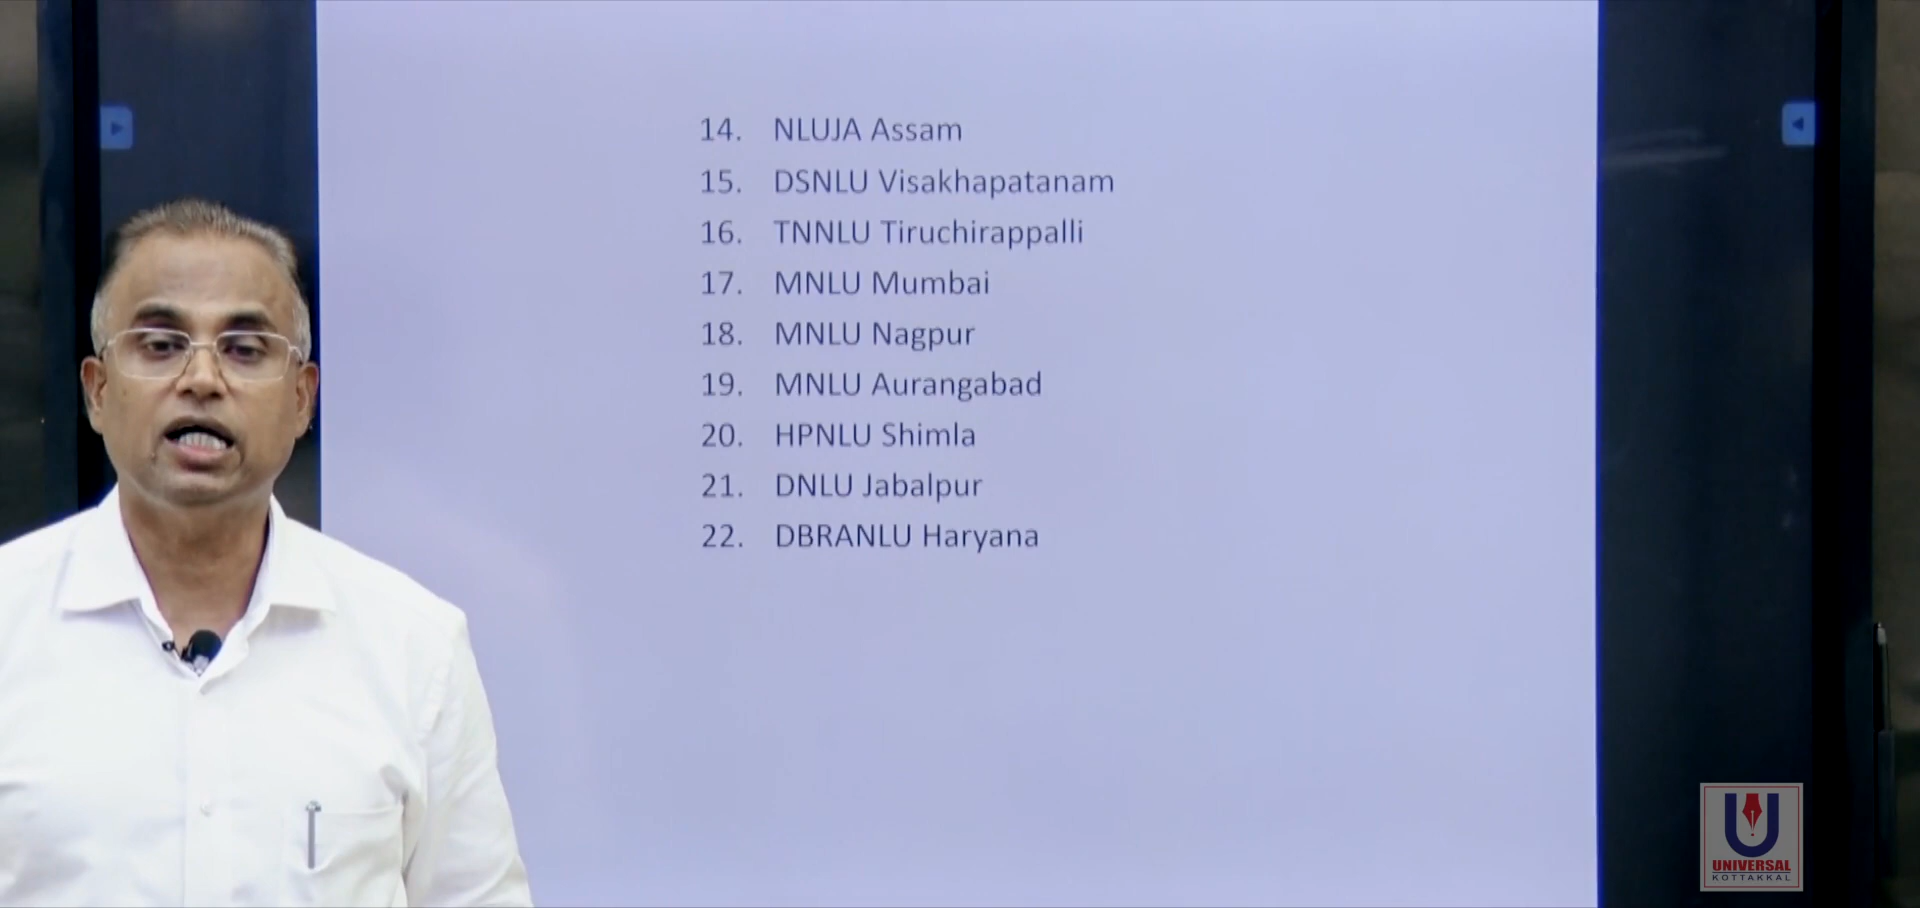 14. NLUJA Assam
15. DSNLU Visakhapatanam
16. TNNLU Tiruchirappalli
17. MNLU Mumbai
18. MNLU Nagpur
19. MNLU Aurangabad
20. HPNLU Shimla
21. DNLU Jabalpur
22. DBRANLU Haryana
UNIVERSAL
KOTTAKKAL